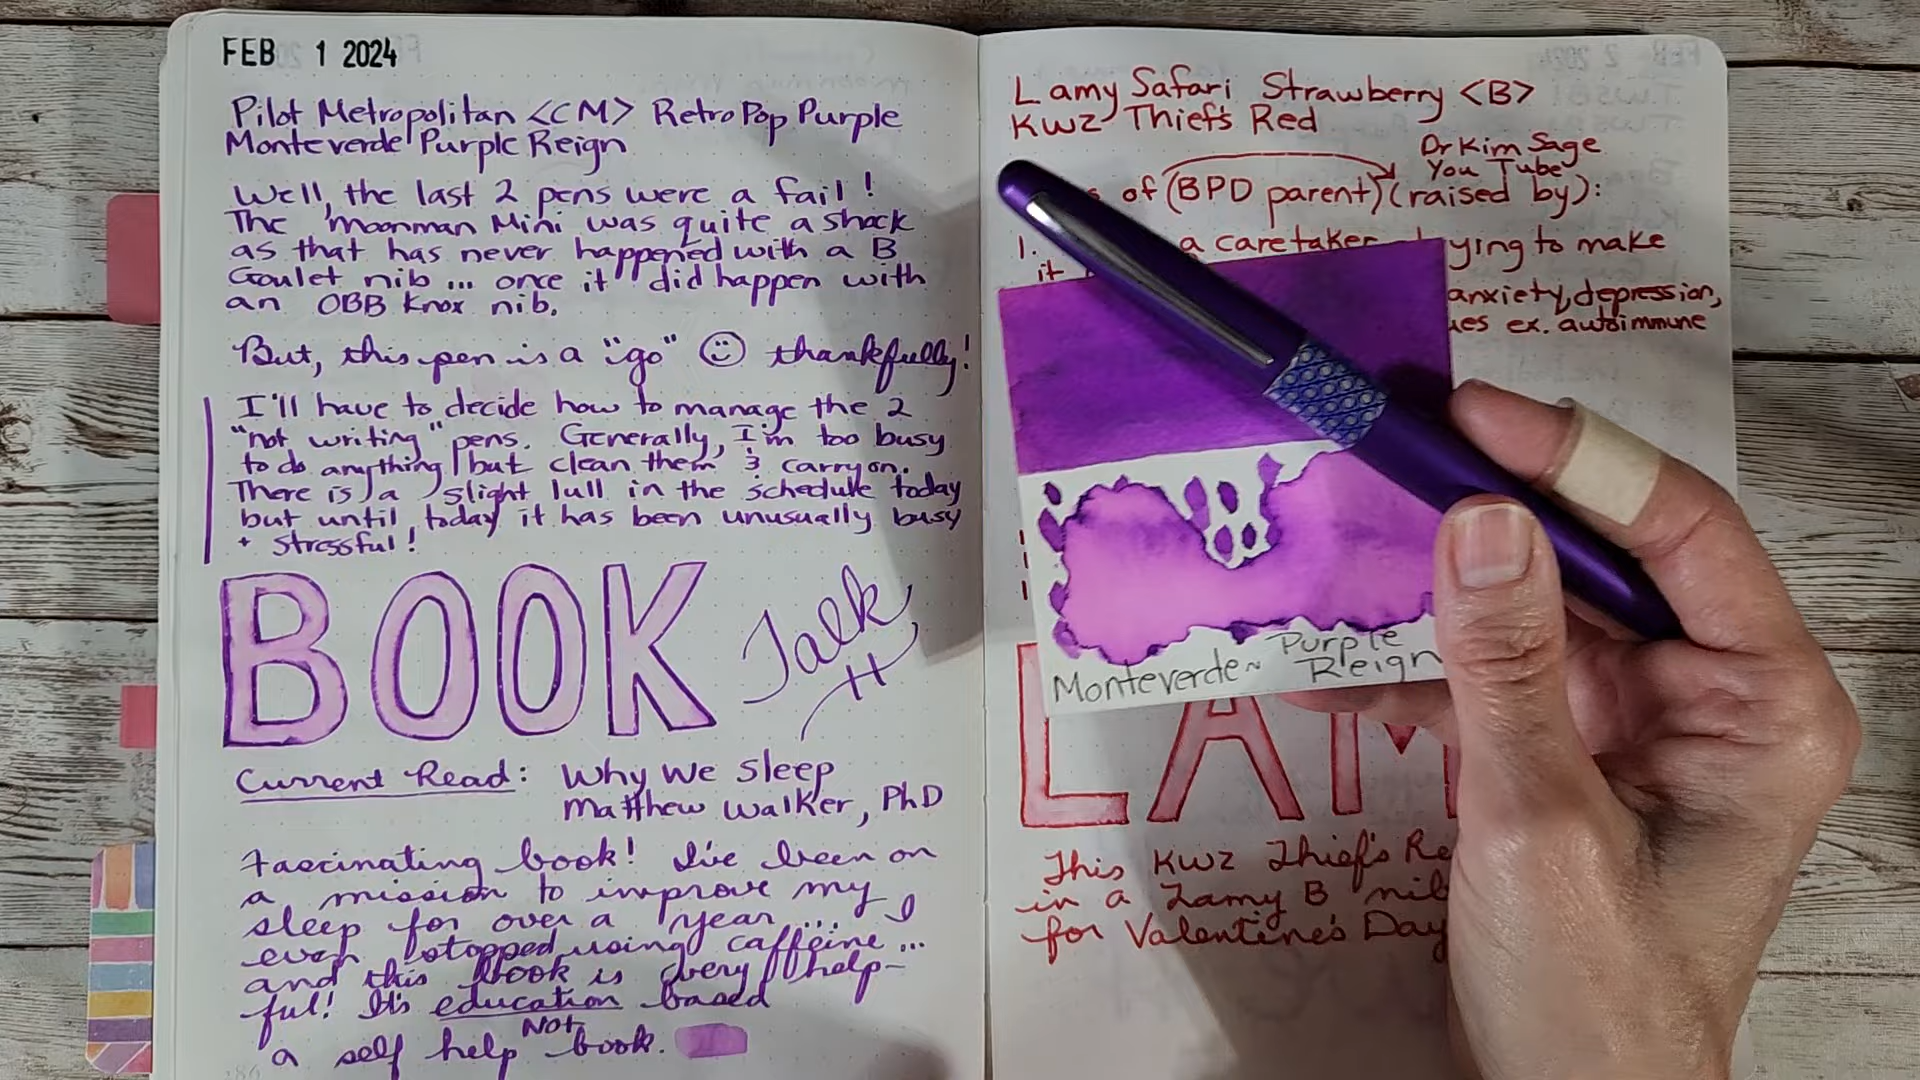 FEB 1 2024
Pilot Metropolitan <CM> Retro Pop Purple
Monteverde Purple Reign
Well, the last 2 pens were a fail!
The moonman Mini was quite a shock
as that has never happened with a B
Goulet nib ... once it did happen with
an OBB Knox nib.
But, this pen is a "go" ☺ thankfully!
I'll have to decide how to manage the 2
"not writing" pens. Generally, I'm too busy
to do anything but clean them & carry on.
There is a slight lull in the schedule today
but until today it has been unusually busy
+ stressful!
BOOK Talk
Current Read: Why We Sleep
Matthew Walker, PhD
Fascinating book! I've been on
a mission to improve my
sleep for over a year ... I
even stopped using caffeine ...
and this book is very help-
ful! It's education based
NOT
a self help book.
86
Lamy Safari Strawberry <B>
KWZ Thief's Red
Dr Kim Sage
You Tube
of (BPD parent) (raised by):
1. a caretaker trying to make
it
anxiety, depression,
ex. autoimmune
Monteverde ~ Purple
Reign
LAM
This KWZ Thief's Re
in a Lamy B nib
for Valentine's Day